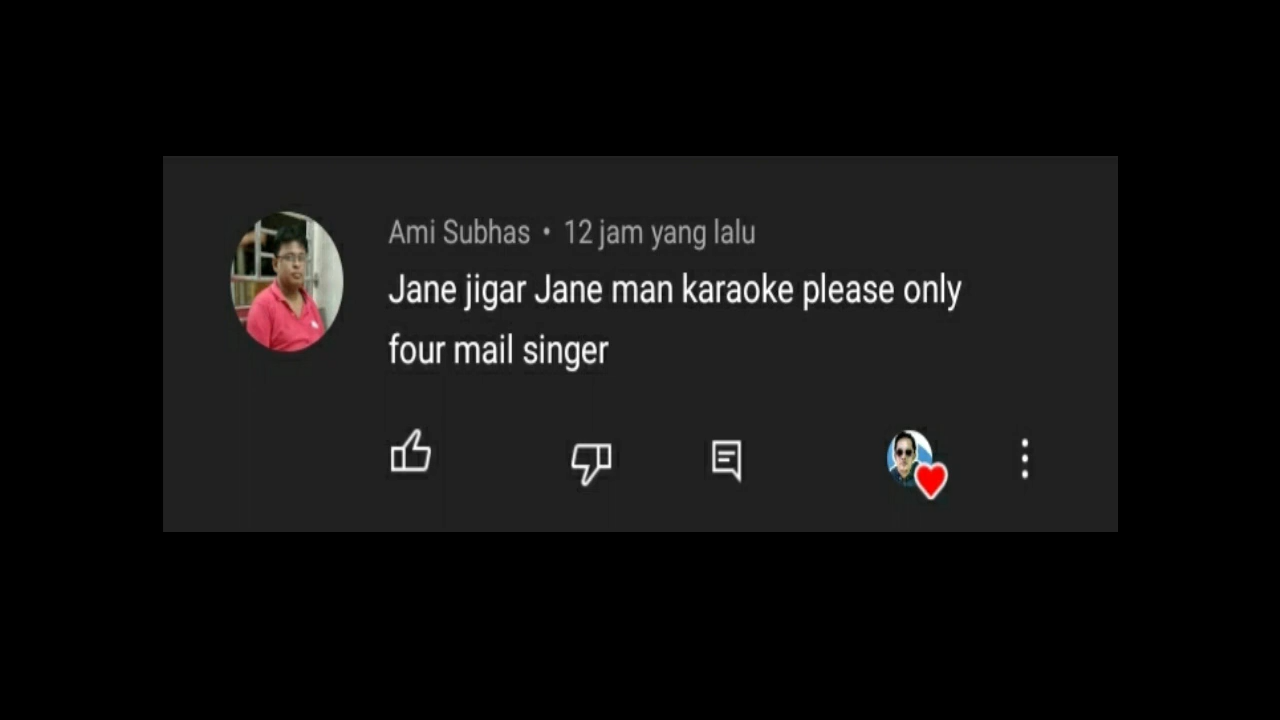 Ami Subhas • 12 jam yang lalu
Jane jigar Jane man karaoke please only
four mail singer